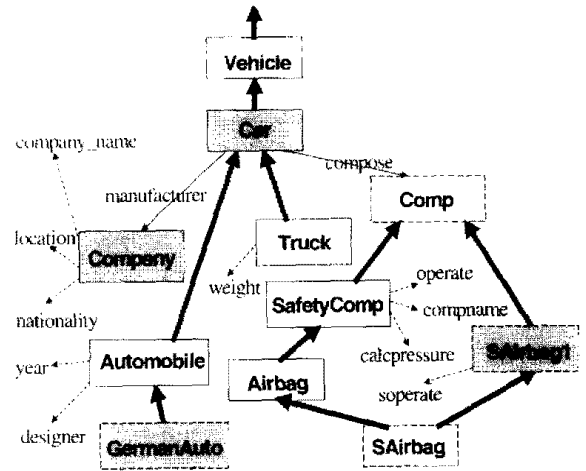 Vehicle
Car
company_name
manufacturer
compose
Comp
location
Company
Truck
operate
weight
SafetyComp
compname
nationality
Automobile
calcpressure
SAirbag1
year
Airbag
soperate
designer
GermanAuto
SAirbag